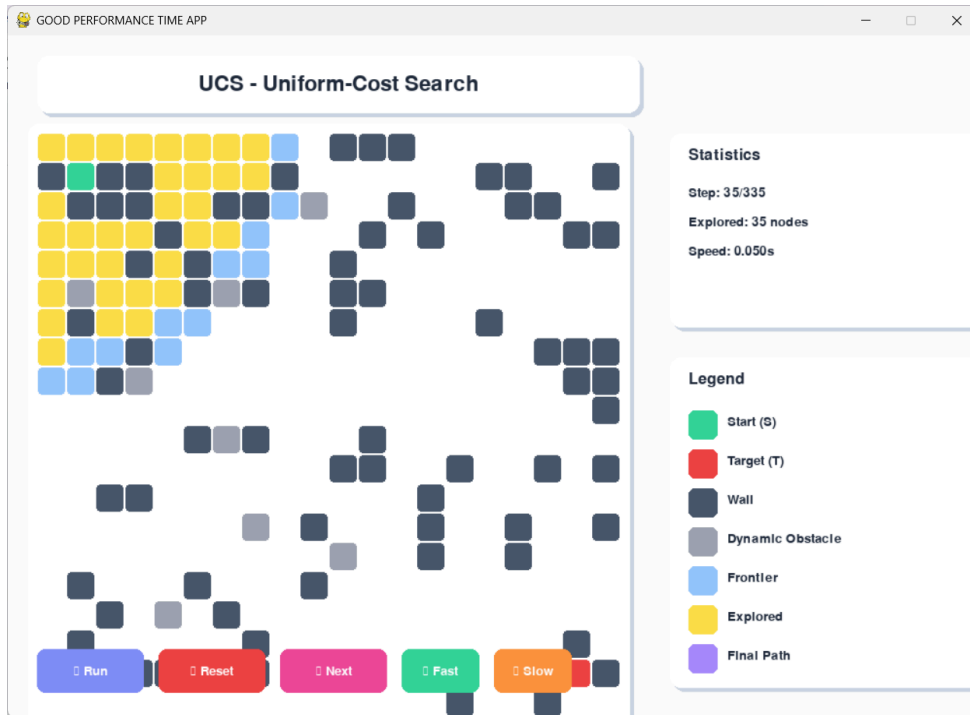 GOOD PERFORMANCE TIME APP
UCS - Uniform-Cost Search
Statistics
Step: 35/335
Explored: 35 nodes
Speed: 0.050s
Legend
Start (S)
Target (T)
Wall
Dynamic Obstacle
Frontier
Explored
Final Path
Run
Reset
Next
Fast
Slow